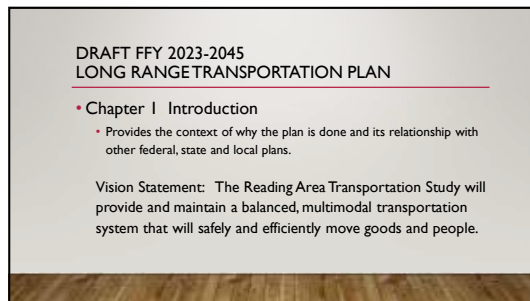 DRAFT FFY 2023-2045
LONG RANGE TRANSPORTATION PLAN
• Chapter 1 Introduction
• Provides the context of why the plan is done and its relationship with
other federal, state and local plans.
Vision Statement: The Reading Area Transportation Study will
provide and maintain a balanced, multimodal transportation
system that will safely and efficiently move goods and people.